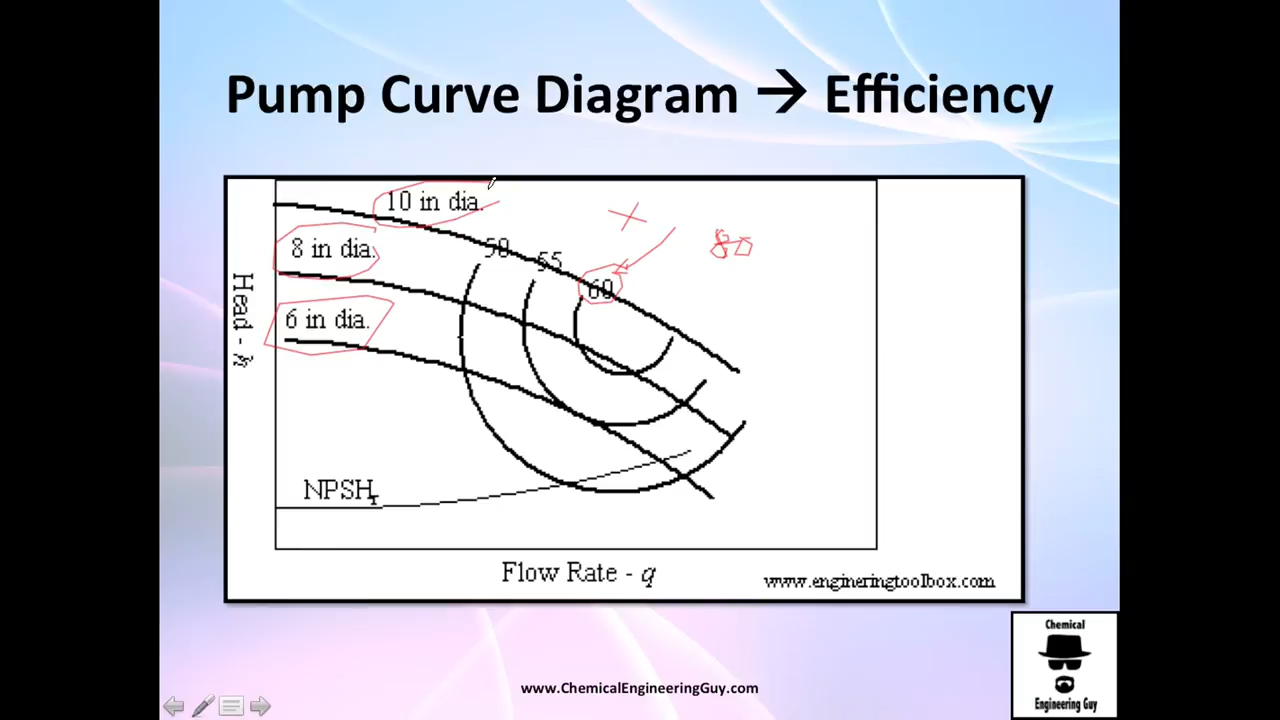 Pump Curve Diagram → Efficiency
10 in dia.
8 in dia.
50
55
80
60
6 in dia.
Head - h
NPSHr
Flow Rate - q
www.engineringtoolbox.com
Chemical
Engineering Guy
www.ChemicalEngineeringGuy.com